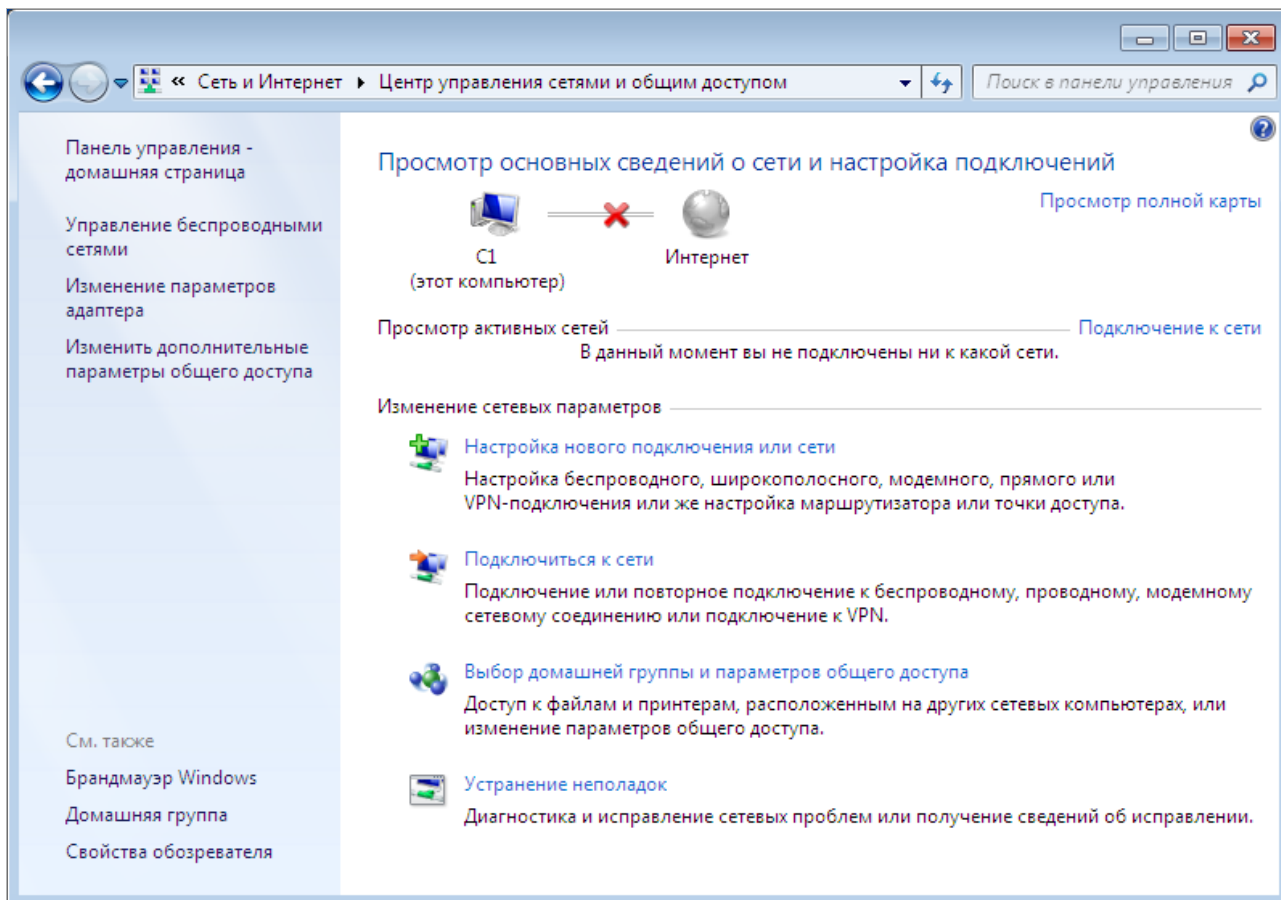 « Сеть и Интернет ▸ Центр управления сетями и общим доступом
Поиск в панели управления
Панель управления -
домашняя страница
Управление беспроводными
сетями
Изменение параметров
адаптера
Изменить дополнительные
параметры общего доступа
См. также
Брандмауэр Windows
Домашняя группа
Свойства обозревателя
Просмотр основных сведений о сети и настройка подключений
Просмотр полной карты
C1
(этот компьютер)
Интернет
Просмотр активных сетей
Подключение к сети
В данный момент вы не подключены ни к какой сети.
Изменение сетевых параметров
Настройка нового подключения или сети
Настройка беспроводного, широкополосного, модемного, прямого или
VPN-подключения или же настройка маршрутизатора или точки доступа.
Подключиться к сети
Подключение или повторное подключение к беспроводному, проводному, модемному
сетевому соединению или подключение к VPN.
Выбор домашней группы и параметров общего доступа
Доступ к файлам и принтерам, расположенным на других сетевых компьютерах, или
изменение параметров общего доступа.
Устранение неполадок
Диагностика и исправление сетевых проблем или получение сведений об исправлении.